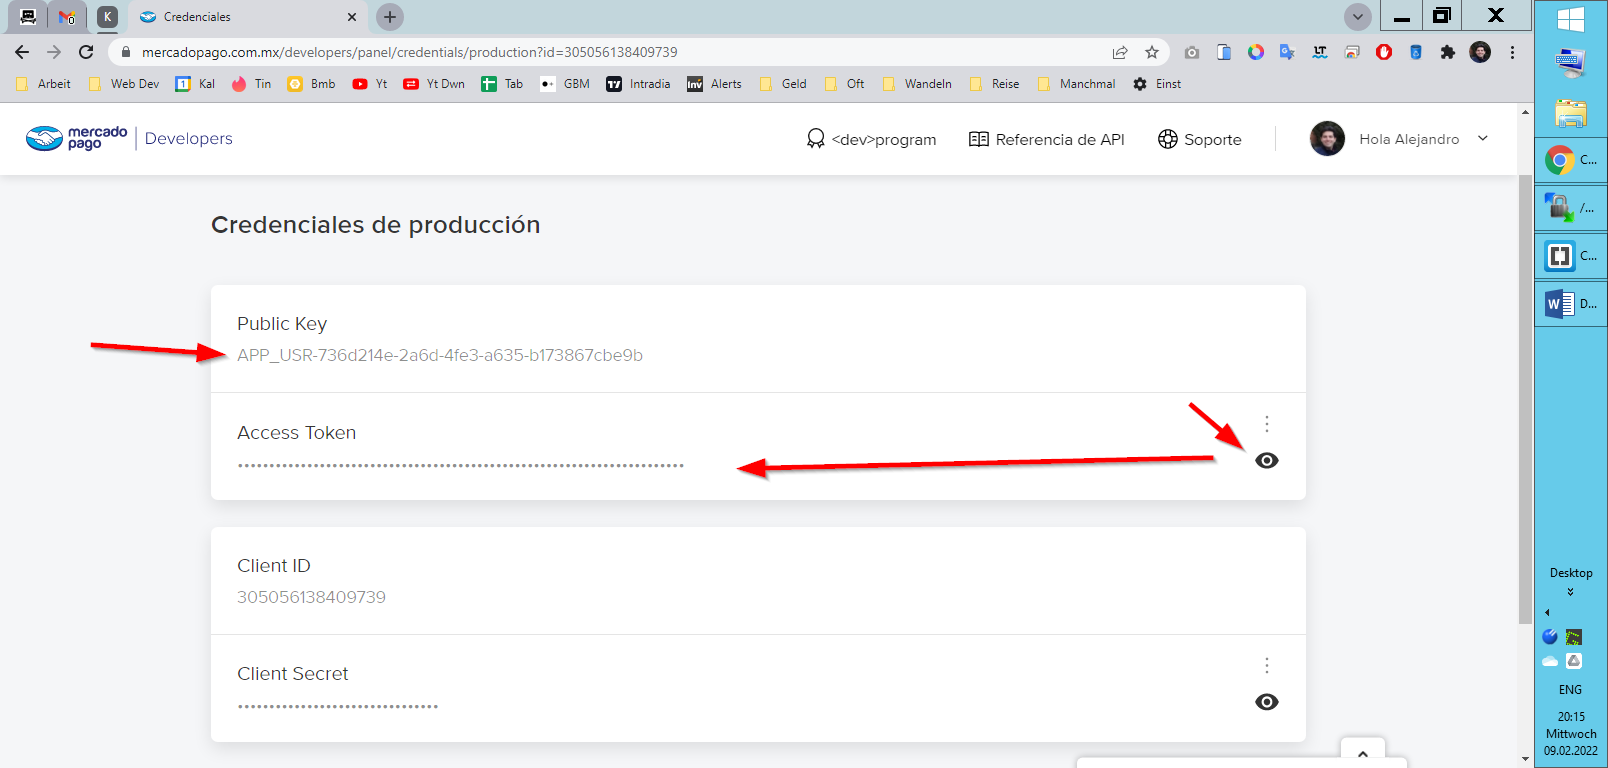 K
Credenciales
mercadopago.com.mx/developers/panel/credentials/production?id=305056138409739
Arbeit
Web Dev
1 Kal
Tin
Bmb
Yt
Yt Dwn
Tab
GBM
Intradia
Inv Alerts
Geld
Oft
Wandeln
Reise
Manchmal
Einst
mercado
pago
Developers
<dev>program
Referencia de API
Soporte
Hola Alejandro
Credenciales de producción
Public Key
APP_USR-736d214e-2a6d-4fe3-a635-b173867cbe9b
Access Token
Client ID
305056138409739
Client Secret
C...
/...
C...
W D...
Desktop
ENG
20:15
Mittwoch
09.02.2022